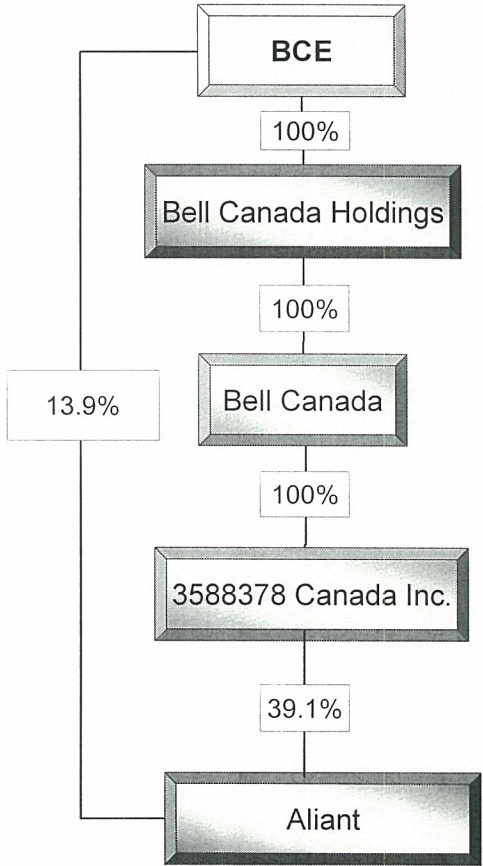 BCE
100%
Bell Canada Holdings
100%
13.9%
Bell Canada
100%
3588378 Canada Inc.
39.1%
Aliant